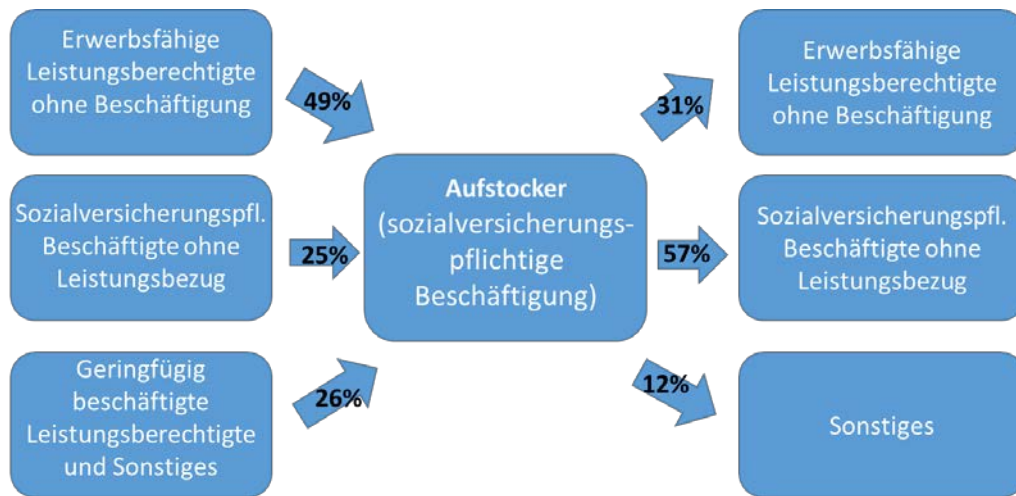 Erwerbsfähige
Leistungsberechtigte
ohne Beschäftigung
49%
Sozialversicherungspfl.
Beschäftigte ohne
Leistungsbezug
25%
Geringfügig
beschäftigte
Leistungsberechtigte
und Sonstiges
26%
Aufstocker
(sozialversicherungs-
pflichtige
Beschäftigung)
31%
Erwerbsfähige
Leistungsberechtigte
ohne Beschäftigung
57%
Sozialversicherungspfl.
Beschäftigte ohne
Leistungsbezug
12%
Sonstiges